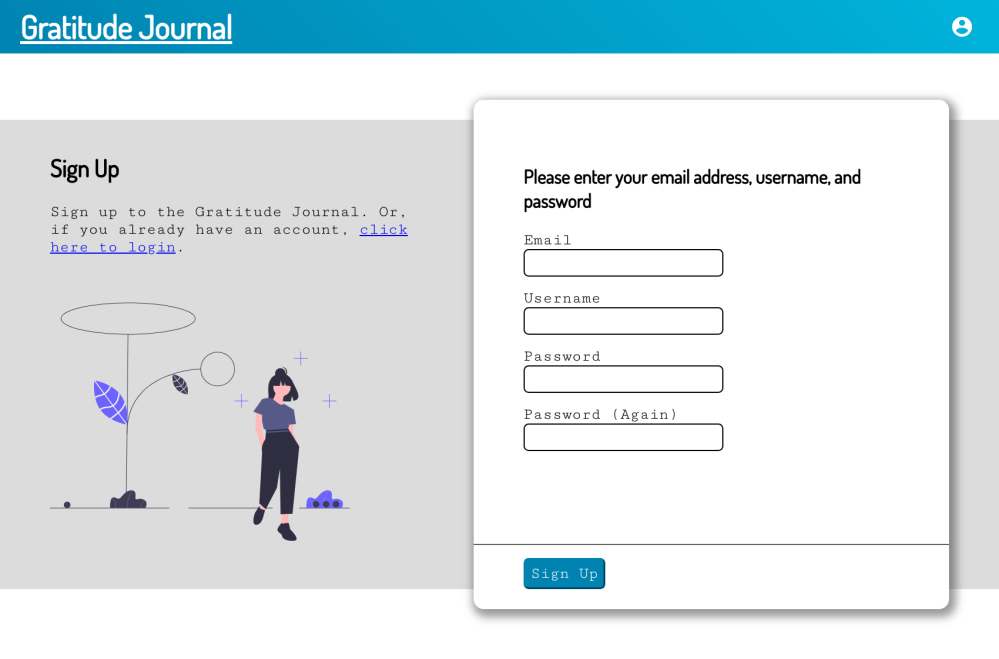 Gratitude Journal
Sign Up
Sign up to the Gratitude Journal. Or,
if you already have an account, click
here to login.
Please enter your email address, username, and
password
Email
Username
Password
Password (Again)
Sign Up